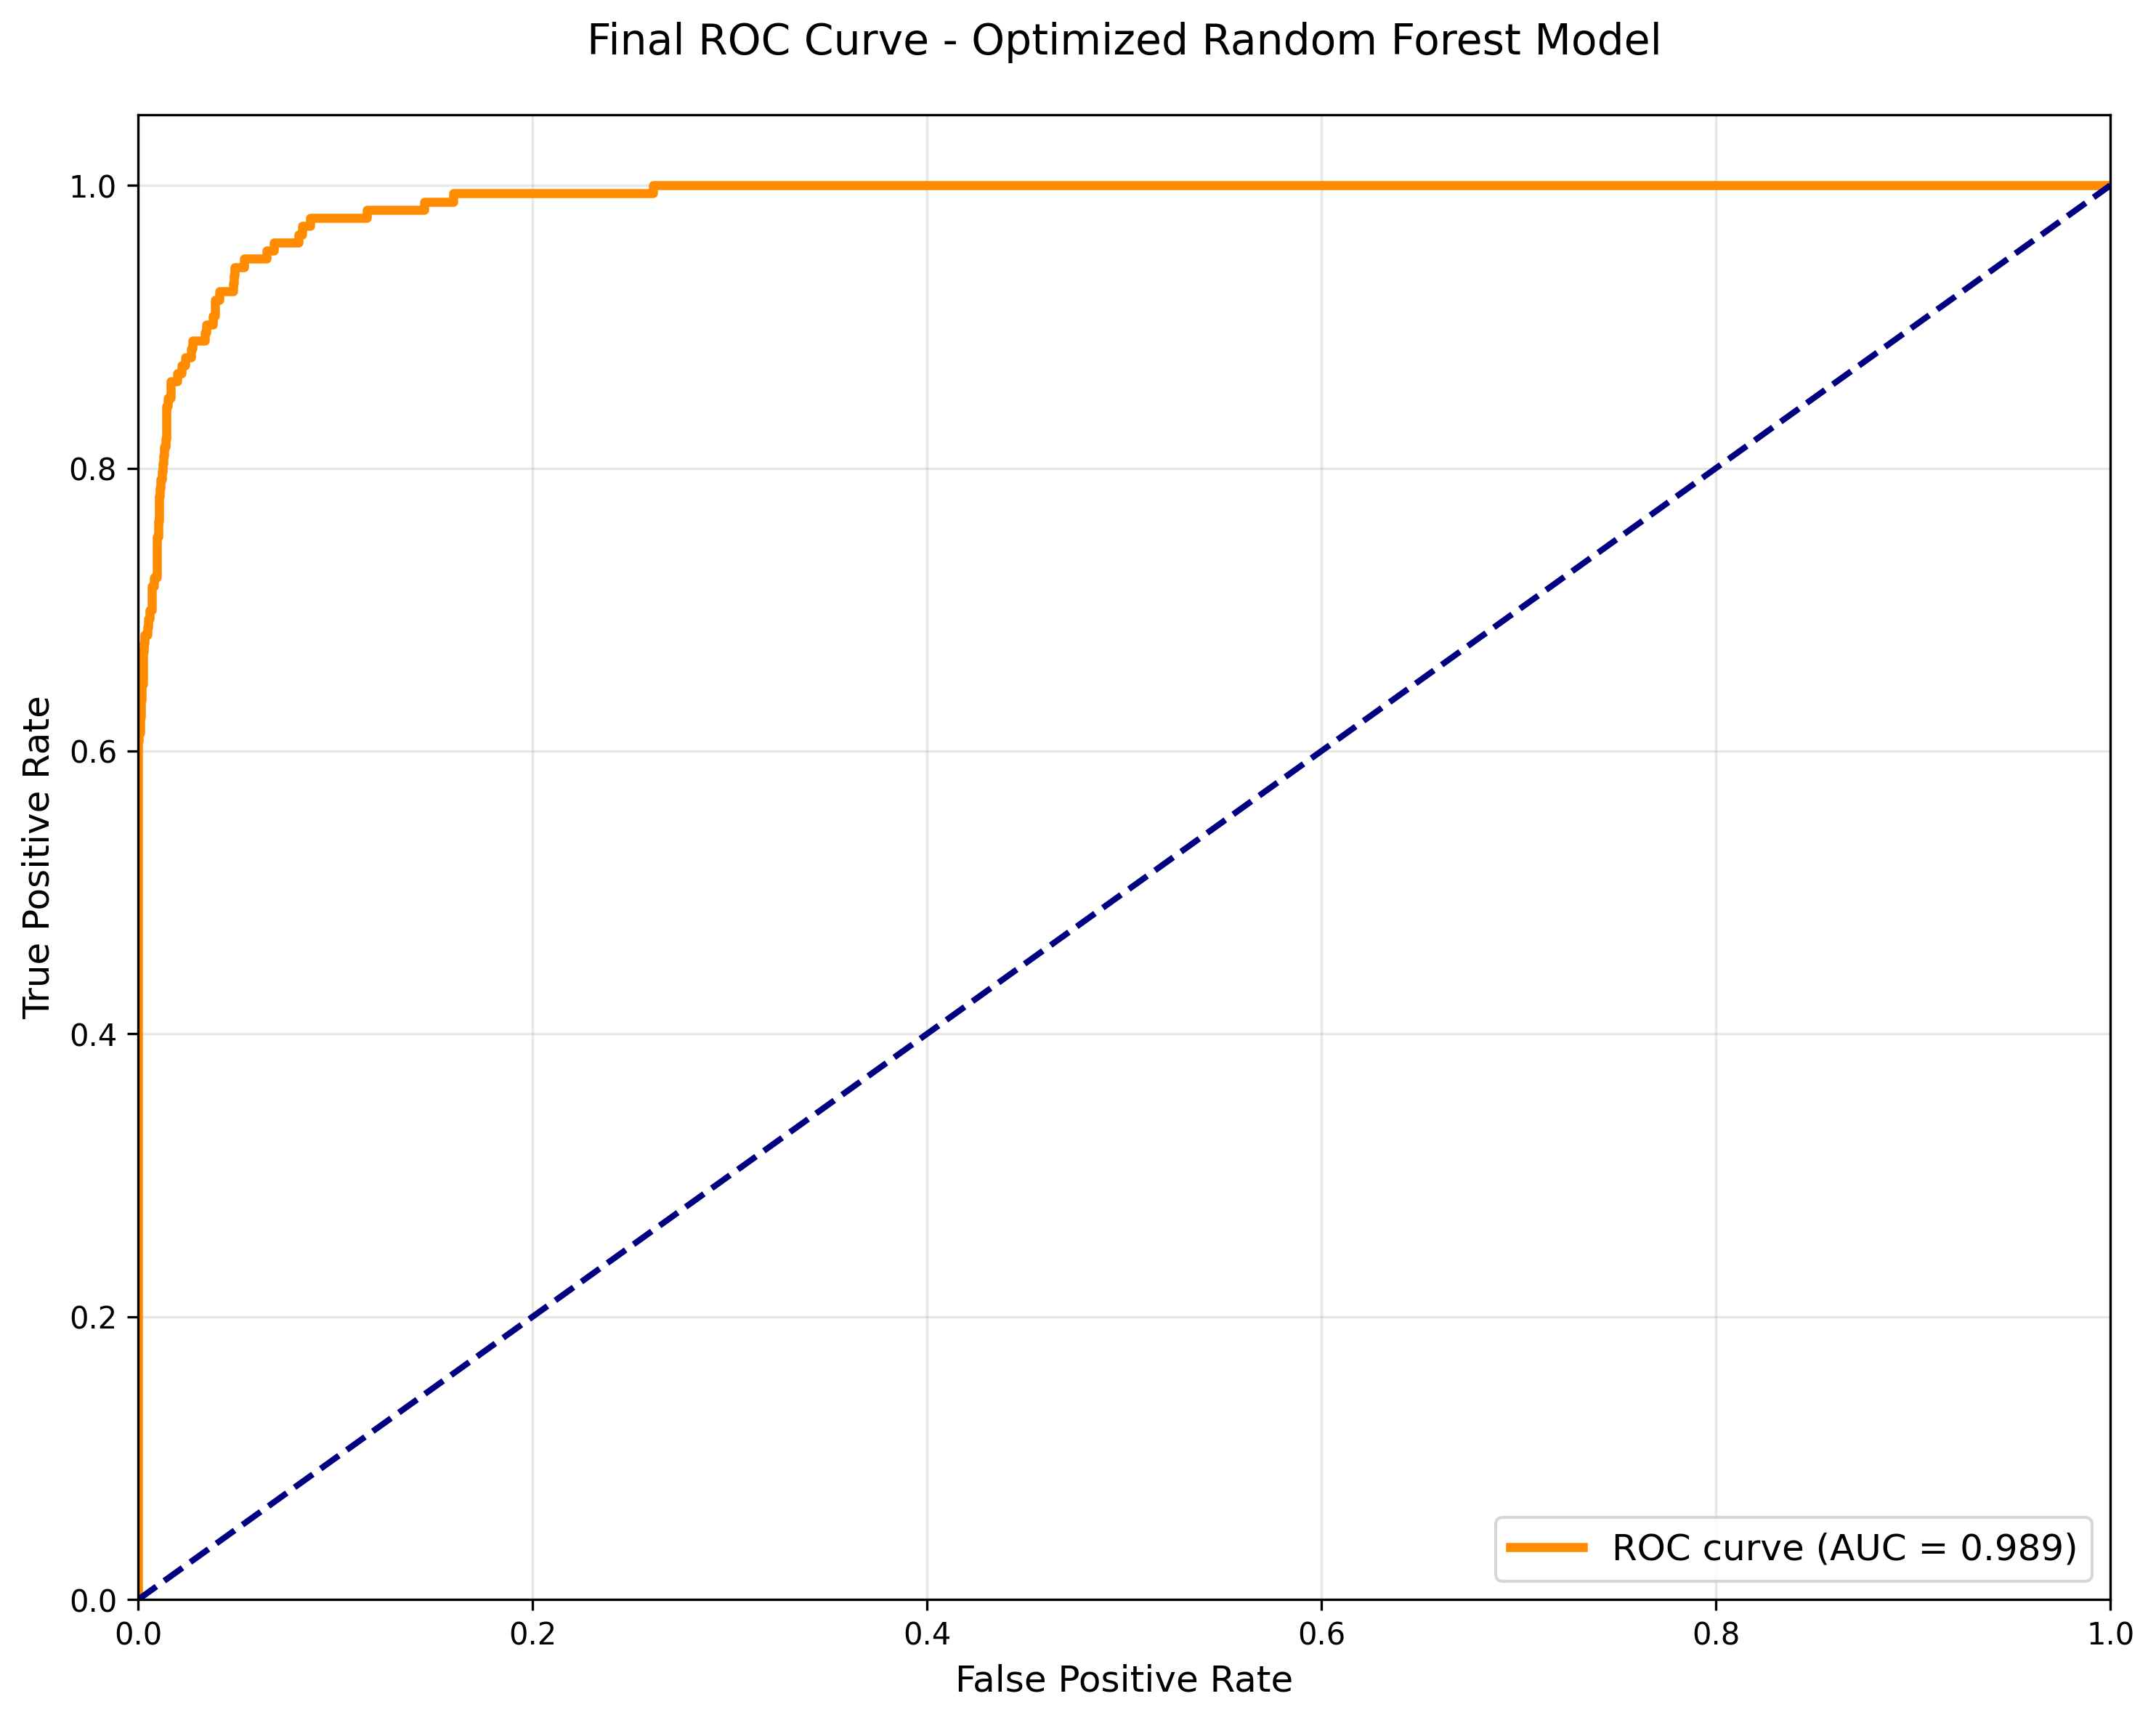 Final ROC Curve - Optimized Random Forest Model
True Positive Rate
1.0
0.8
0.6
0.4
0.2
0.0
ROC curve (AUC = 0.989)
0.0 0.2 0.4 0.6 0.8 1.0
False Positive Rate